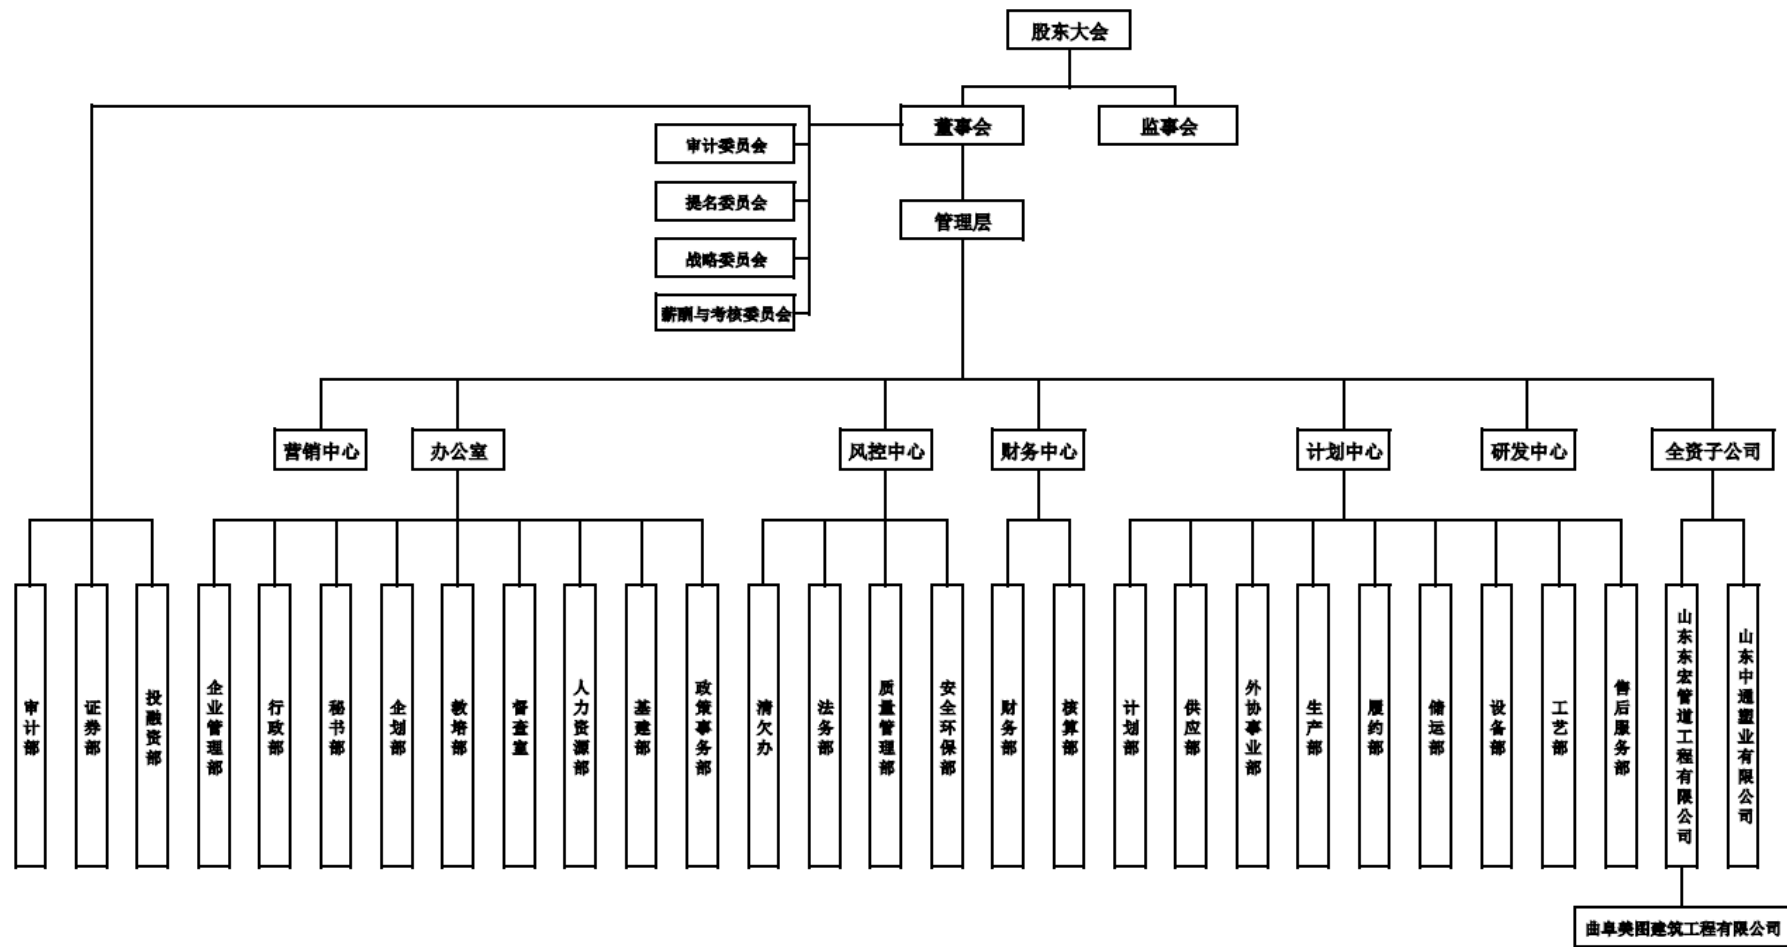 股东大会
董事会
监事会
审计委员会
提名委员会
管理层
战略委员会
薪酬与考核委员会
营销中心
办公室
风控中心
财务中心
计划中心
研发中心
全资子公司
审计部
证券部
投融资部
企业管理部
行政部
秘书部
企划部
教培部
督查室
人力资源部
基建部
政策事务部
清欠办
法务部
质量管理部
安全环保部
财务部
核算部
计划部
供应部
外协事业部
生产部
履约部
储运部
设备部
工艺部
售后服务部
山东东宏管道工程有限公司
山东中通塑业有限公司
曲阜美图建筑工程有限公司